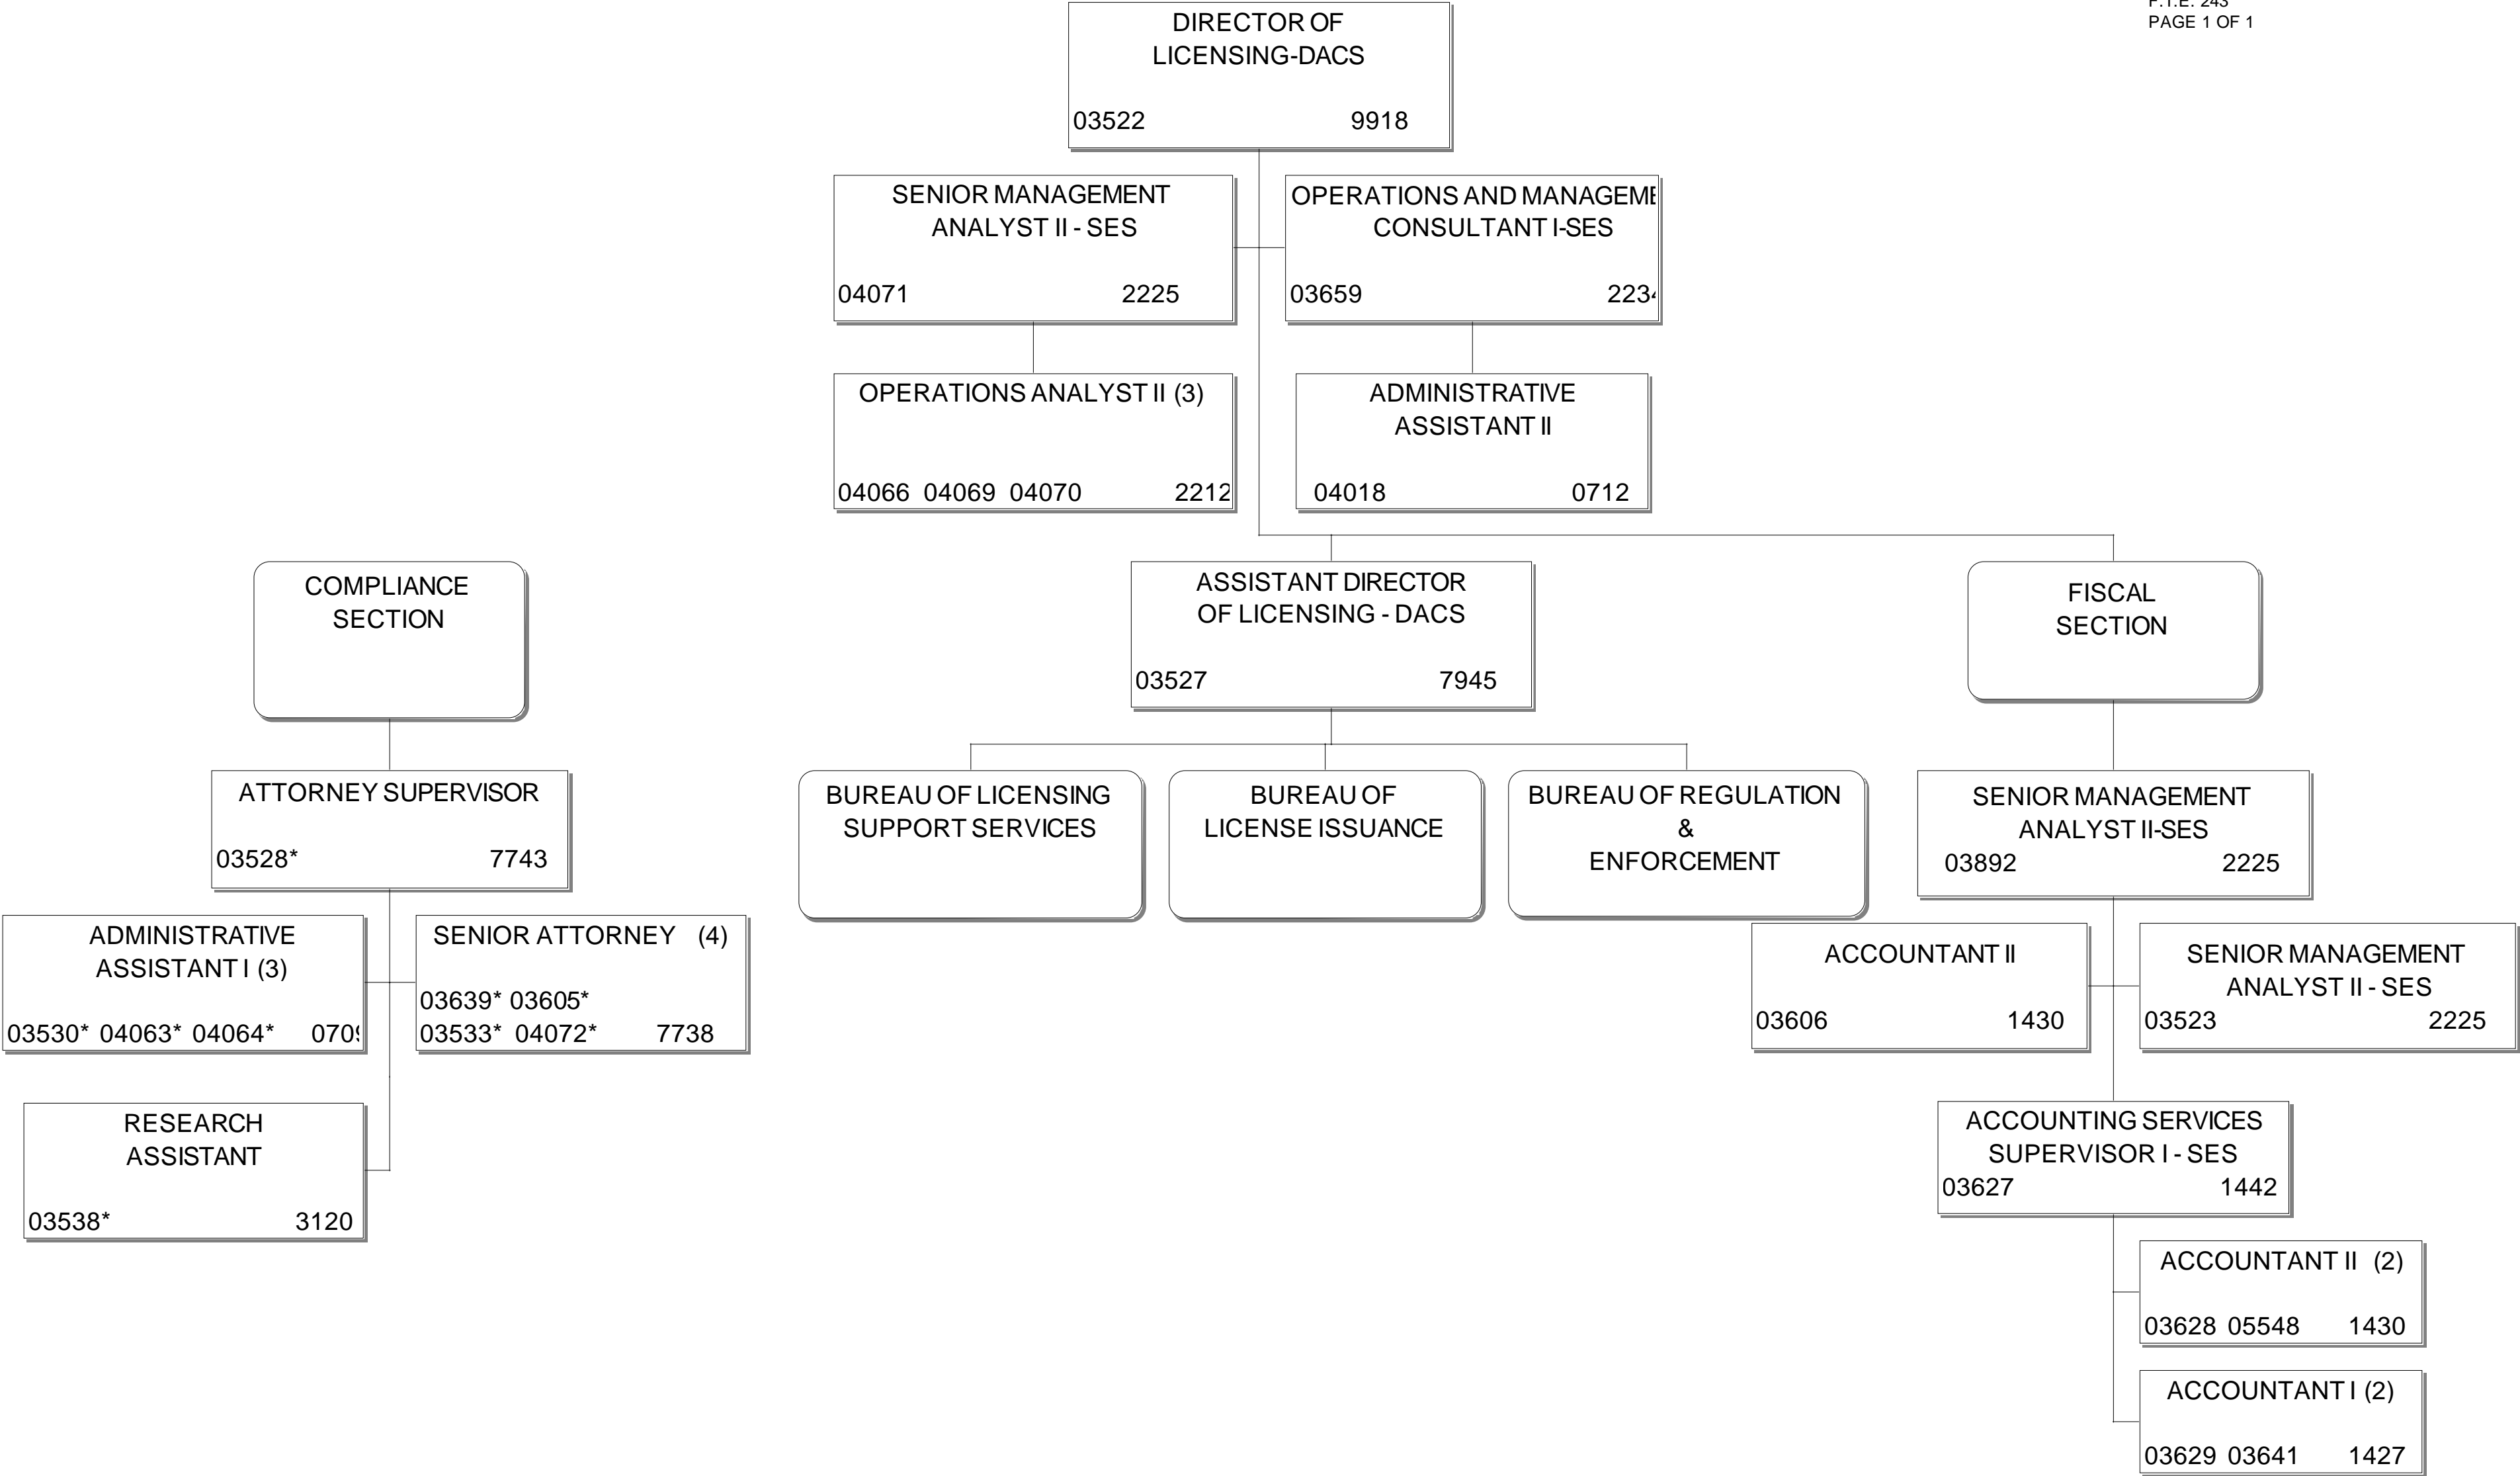 F.T.E. 243
PAGE 1 OF 1
DIRECTOR OF
LICENSING-DACS
03522 9918
SENIOR MANAGEMENT
ANALYST II - SES
04071 2225
OPERATIONS AND MANAGEME
CONSULTANT I-SES
03659 223
OPERATIONS ANALYST II (3)
04066 04069 04070 2212
ADMINISTRATIVE
ASSISTANT II
04018 0712
COMPLIANCE
SECTION
ASSISTANT DIRECTOR
OF LICENSING - DACS
03527 7945
FISCAL
SECTION
ATTORNEY SUPERVISOR
03528* 7743
BUREAU OF LICENSING
SUPPORT SERVICES
BUREAU OF
LICENSE ISSUANCE
BUREAU OF REGULATION
&
ENFORCEMENT
SENIOR MANAGEMENT
ANALYST II-SES
03892 2225
ADMINISTRATIVE
ASSISTANT I (3)
03530* 04063* 04064* 070
SENIOR ATTORNEY (4)
03639* 03605*
03533* 04072* 7738
ACCOUNTANT II
03606 1430
SENIOR MANAGEMENT
ANALYST II - SES
03523 2225
RESEARCH
ASSISTANT
03538* 3120
ACCOUNTING SERVICES
SUPERVISOR I - SES
03627 1442
ACCOUNTANT II (2)
03628 05548 1430
ACCOUNTANT I (2)
03629 03641 1427